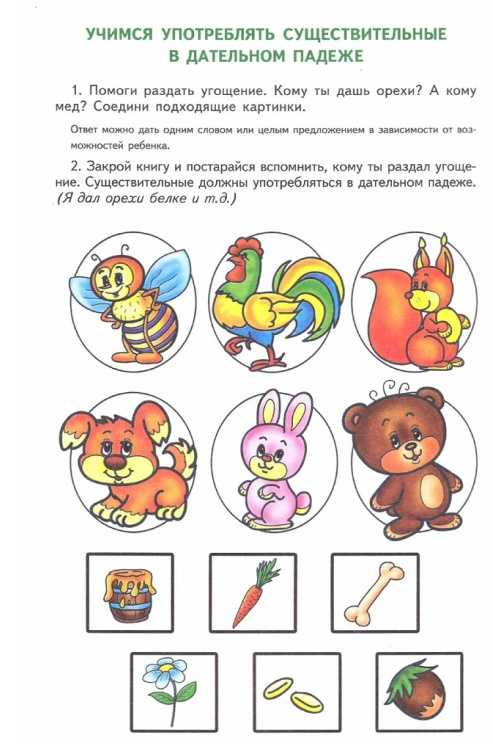 УЧИМСЯ УПОТРЕБЛЯТЬ СУЩЕСТВИТЕЛЬНЫЕ
В ДАТЕЛЬНОМ ПАДЕЖЕ
1. Помоги раздать угощение. Кому ты дашь орехи? А кому
мед? Соедини подходящие картинки.
Ответ можно дать одним словом или целым предложением в зависимости от воз-
можностей ребенка.
2. Закрой книгу и постарайся вспомнить, кому ты раздал угоще-
ние. Существительные должны употребляться в дательном падеже.
(Я дал орехи белке и т.д.)